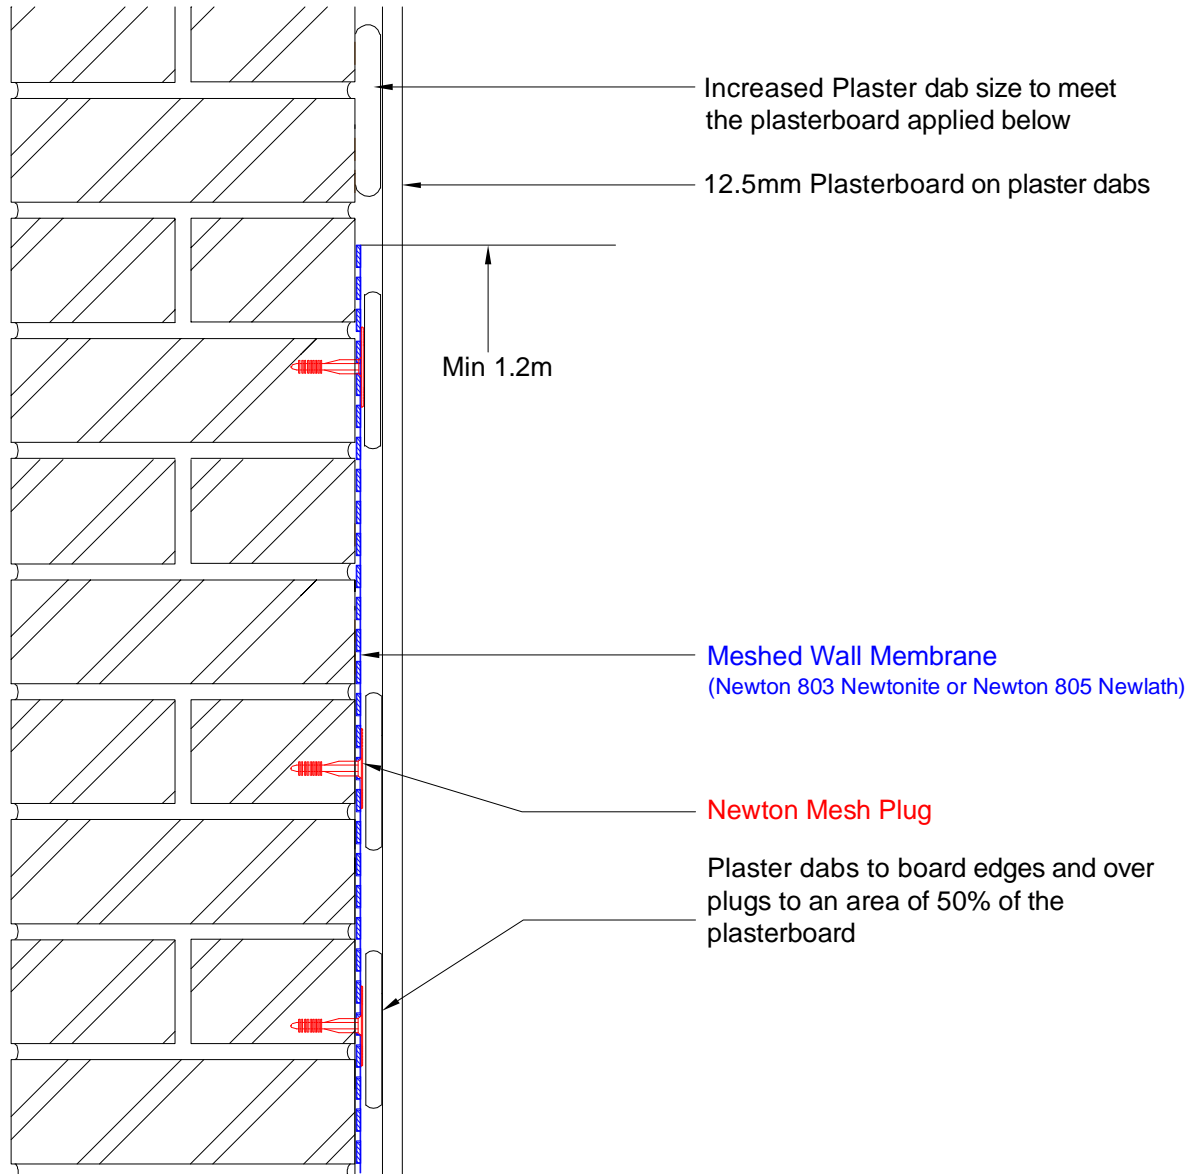 Increased Plaster dab size to meet
the plasterboard applied below
12.5mm Plasterboard on plaster dabs
Min 1.2m
Meshed Wall Membrane
(Newton 803 Newtonite or Newton 805 Newlath)
Newton Mesh Plug
Plaster dabs to board edges and over
plugs to an area of 50% of the
plasterboard